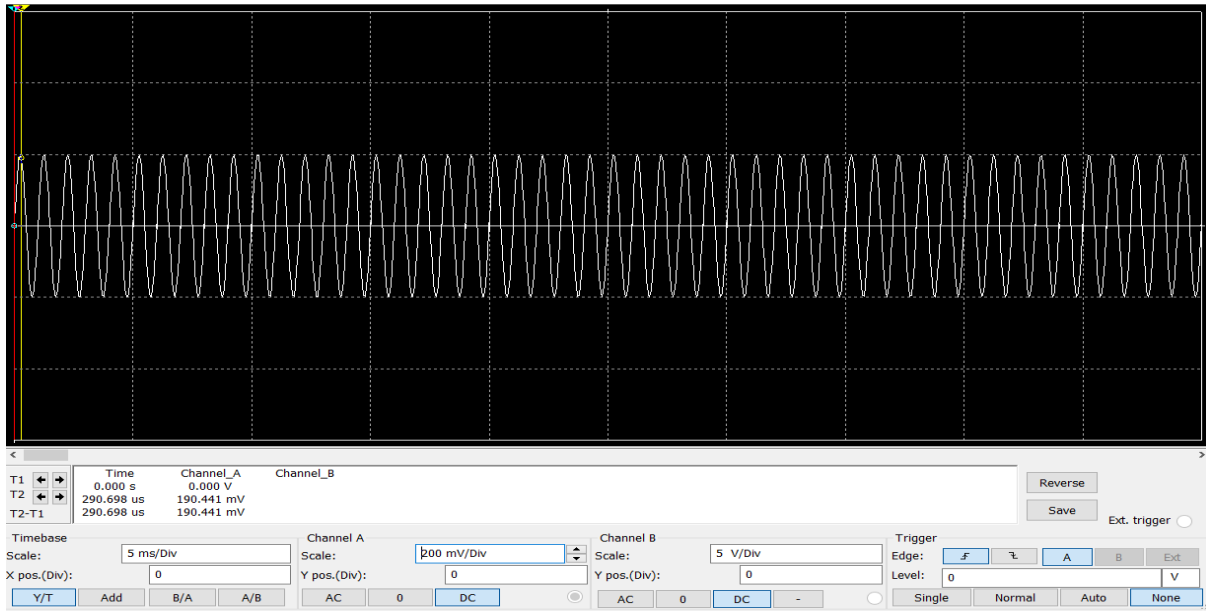 T1
T2
T2-T1
Time Channel_A Channel_B
0.000 s 0.000 V
290.698 us 190.441 mV
290.698 us 190.441 mV
Reverse
Save
Ext. trigger
Timebase
Scale: 5 ms/Div
X pos.(Div): 0
Y/T Add B/A A/B
Channel A
Scale: 200 mV/Div
Y pos.(Div): 0
AC 0 DC
Channel B
Scale: 5 V/Div
Y pos.(Div): 0
AC 0 DC -
Trigger
Edge: A B Ext
Level: 0 V
Single Normal Auto None